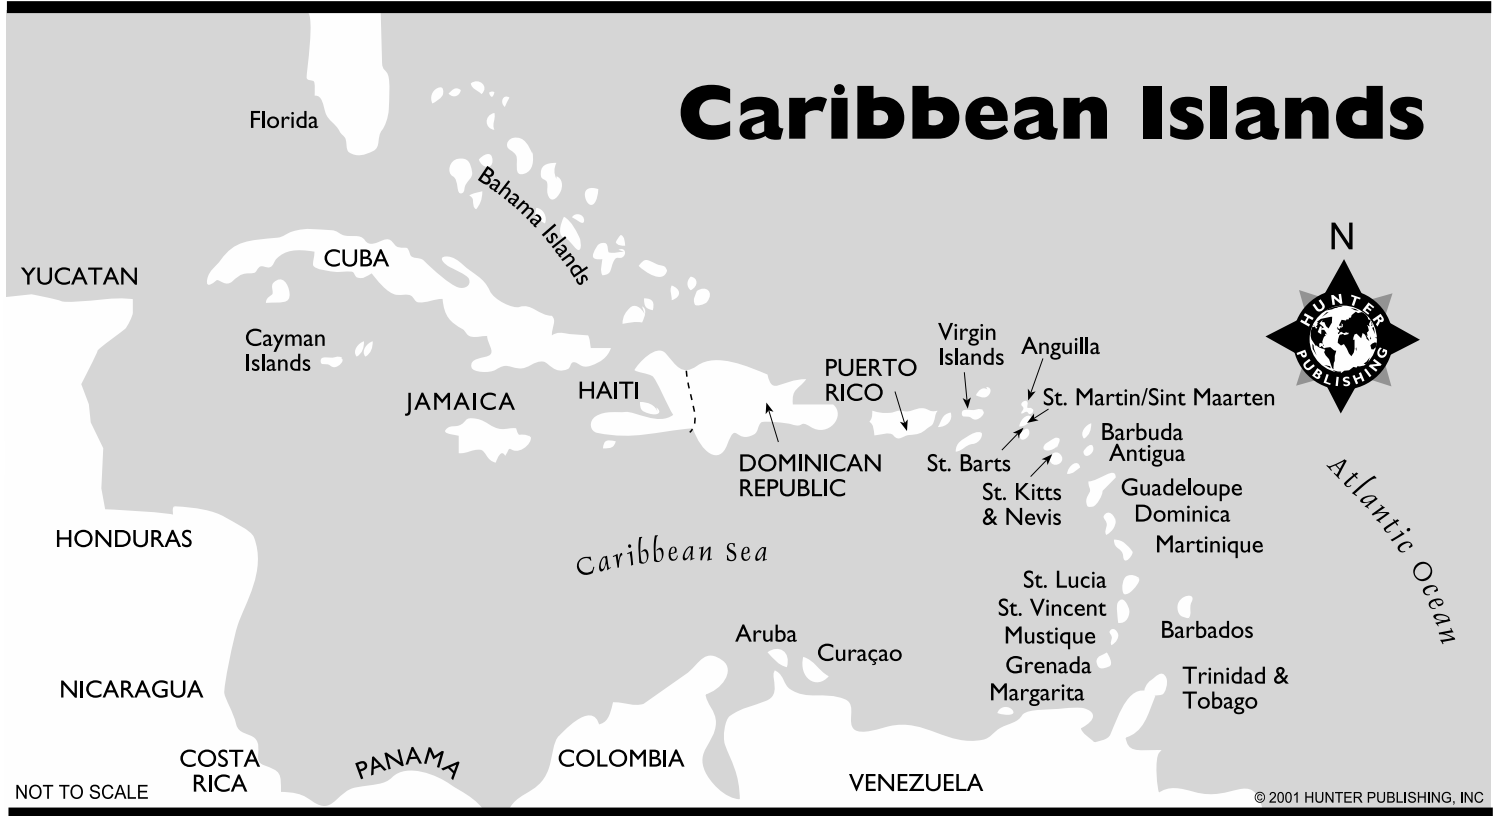 Caribbean Islands
Florida
Bahama Islands
N
HUNTER
PUBLISHING
CUBA
YUCATAN
Cayman
Islands
Virgin
Islands
Anguilla
PUERTO
RICO
HAITI
JAMAICA
St. Martin/Sint Maarten
Barbuda
Antigua
DOMINICAN
REPUBLIC
St. Barts
St. Kitts
& Nevis
Guadeloupe
Dominica
Martinique
Atlantic Ocean
HONDURAS
Caribbean Sea
St. Lucia
St. Vincent
Mustique
Grenada
Margarita
Barbados
Aruba
Curaçao
Trinidad &
Tobago
NICARAGUA
COSTA
RICA
PANAMA
COLOMBIA
VENEZUELA
NOT TO SCALE
© 2001 HUNTER PUBLISHING, INC